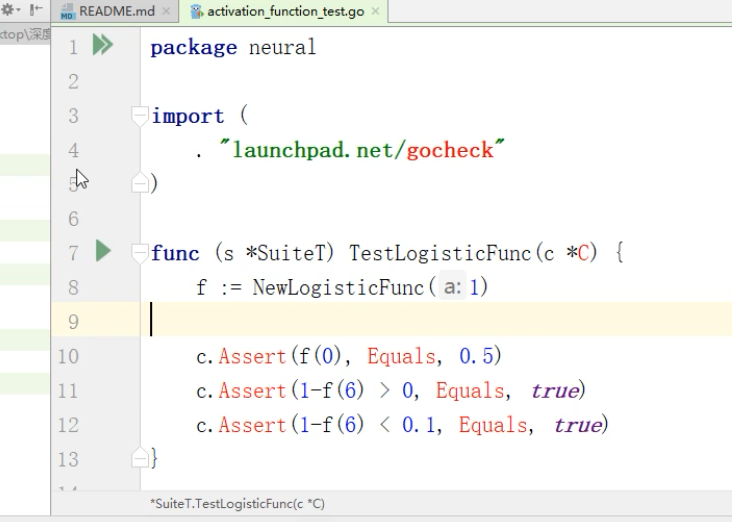 ktop\深度
README.md
activation_function_test.go
1 package neural
2
3 import (
4 . "launchpad.net/gocheck"
5 )
6
7 func (s *SuiteT) TestLogisticFunc(c *C) {
8 f := NewLogisticFunc( a: 1)
9
10 c.Assert(f(0), Equals, 0.5)
11 c.Assert(1-f(6) > 0, Equals, true)
12 c.Assert(1-f(6) < 0.1, Equals, true)
13 }
*SuiteT.TestLogisticFunc(c *C)